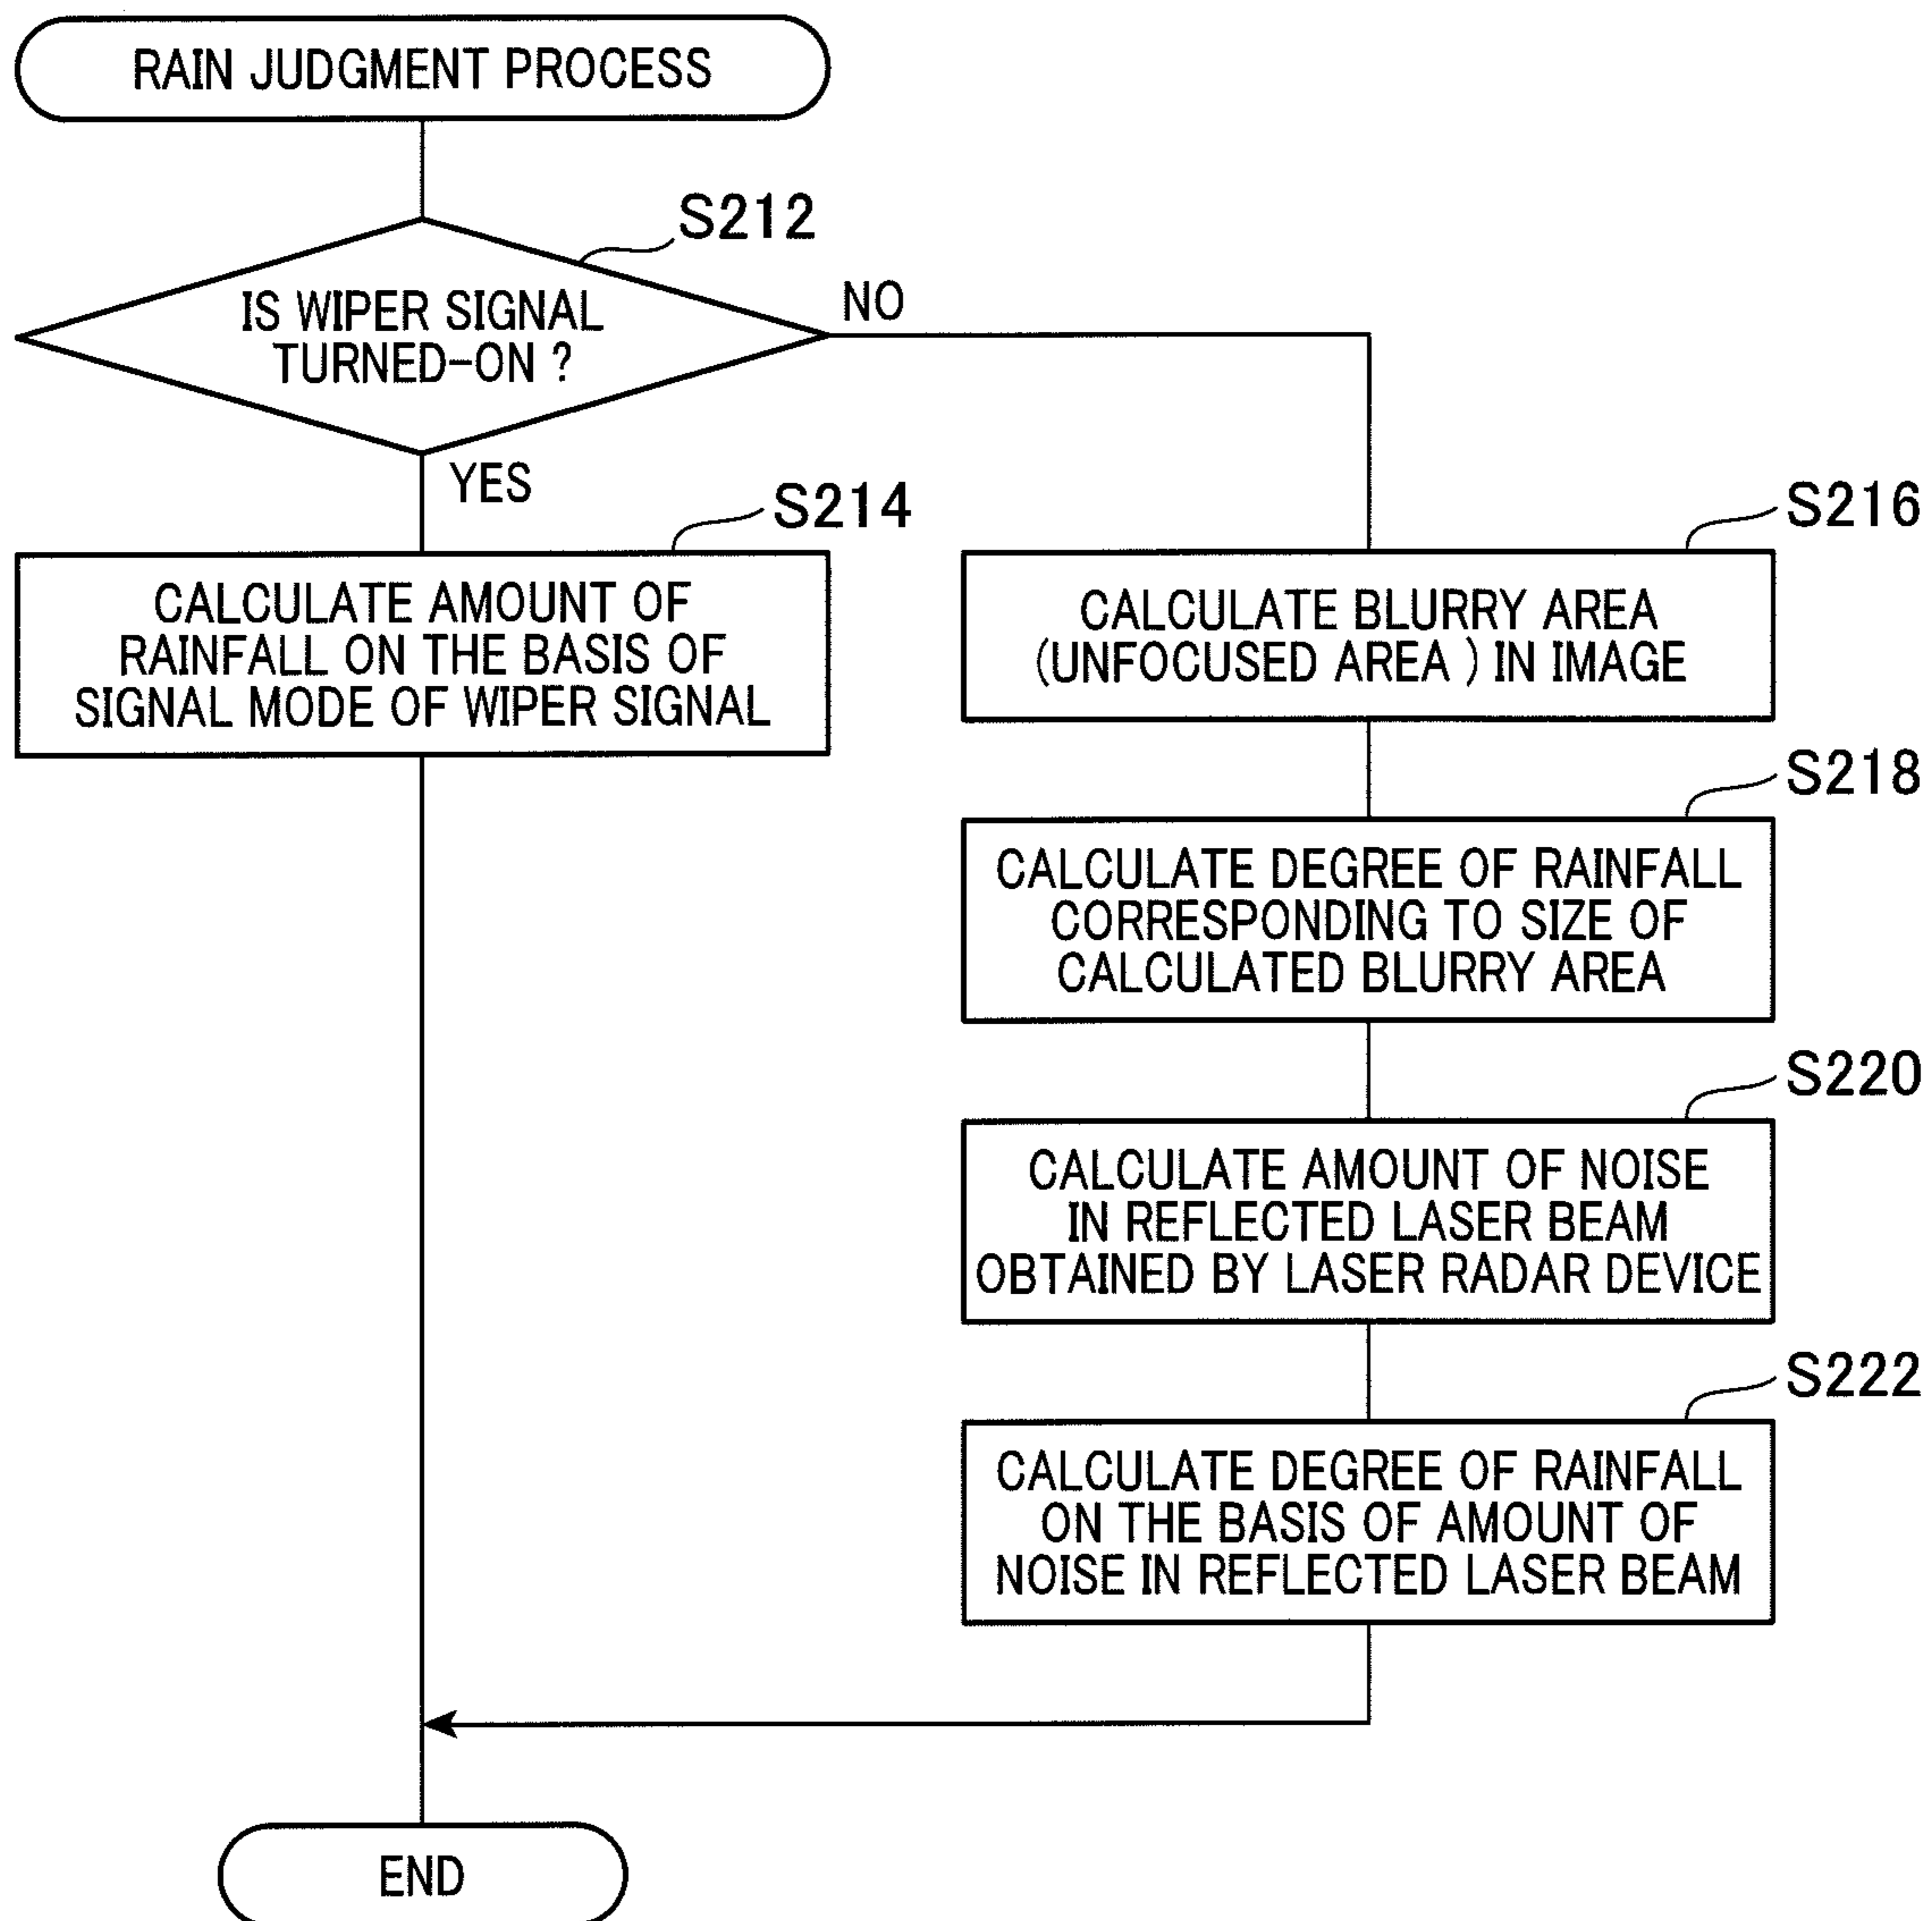 RAIN JUDGMENT PROCESS
S212
IS WIPER SIGNAL
TURNED-ON ?
NO
YES
S214
CALCULATE AMOUNT OF
RAINFALL ON THE BASIS OF
SIGNAL MODE OF WIPER SIGNAL
S216
CALCULATE BLURRY AREA
(UNFOCUSED AREA ) IN IMAGE
S218
CALCULATE DEGREE OF RAINFALL
CORRESPONDING TO SIZE OF
CALCULATED BLURRY AREA
S220
CALCULATE AMOUNT OF NOISE
IN REFLECTED LASER BEAM
OBTAINED BY LASER RADAR DEVICE
S222
CALCULATE DEGREE OF RAINFALL
ON THE BASIS OF AMOUNT OF
NOISE IN REFLECTED LASER BEAM
END